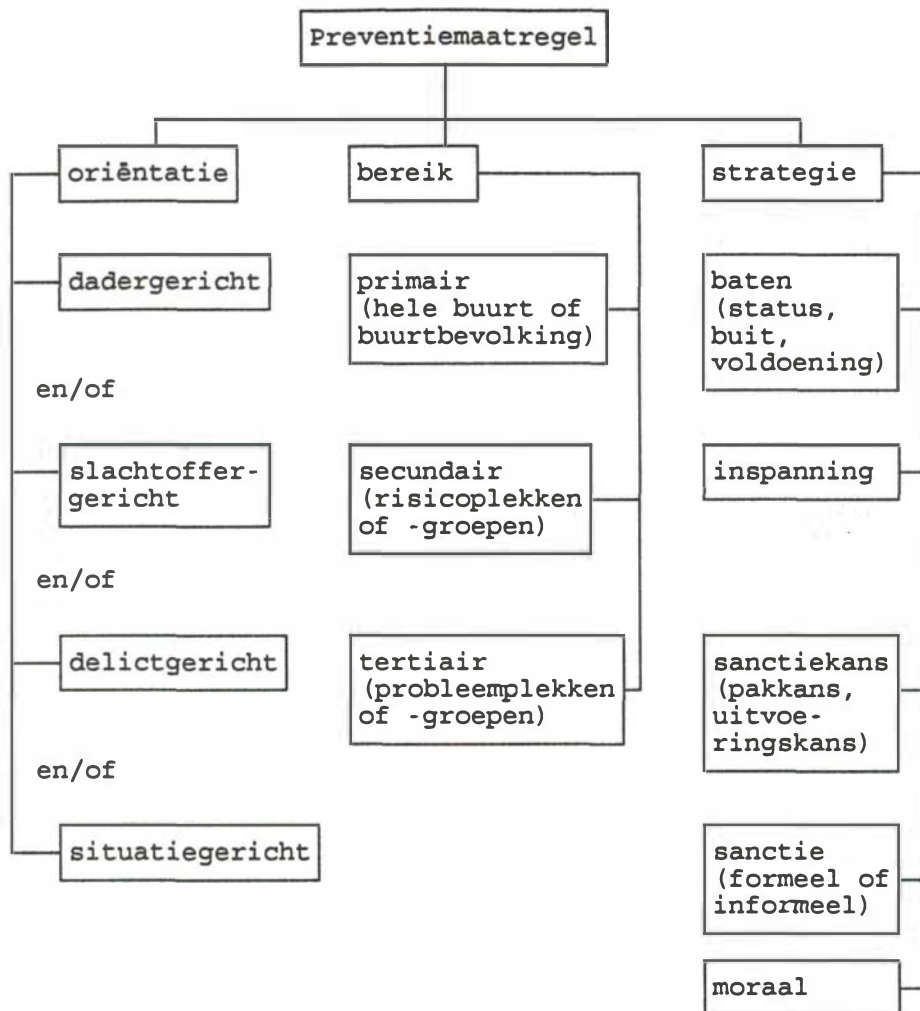 Preventiemaatregel
oriëntatie
dadergericht
en/of
slachtoffer-
gericht
en/of
delictgericht
en/of
situatiegericht
bereik
primair
(hele buurt of
buurtbevolking)
secundair
(risicoplekken
of -groepen)
tertiair
(probleemplekken
of -groepen)
strategie
baten
(status,
buit,
voldoening)
inspanning
sanctiekans
(pakkans,
uitvoe-
ringskans)
sanctie
(formeel of
informeel)
moraal